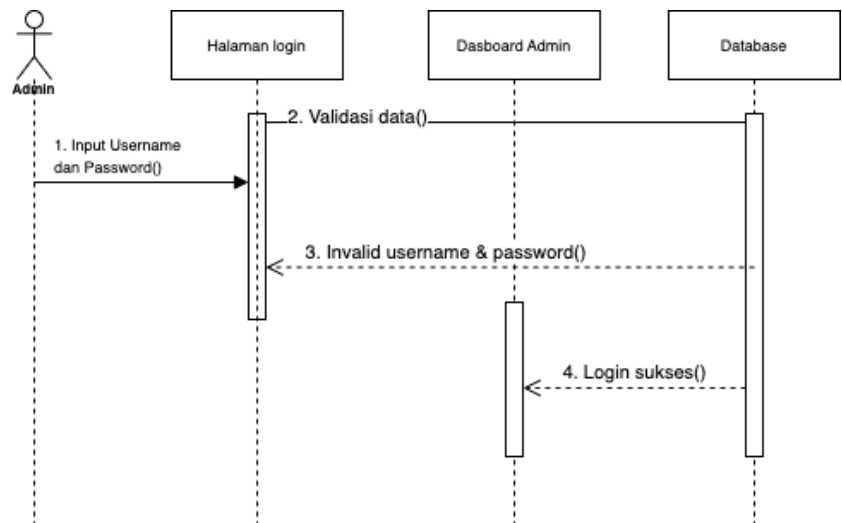 Halaman login
Dasboard Admin
Database
Admin
2. Validasi data()
1. Input Username
dan Password()
3. Invalid username & password()
4. Login sukses()